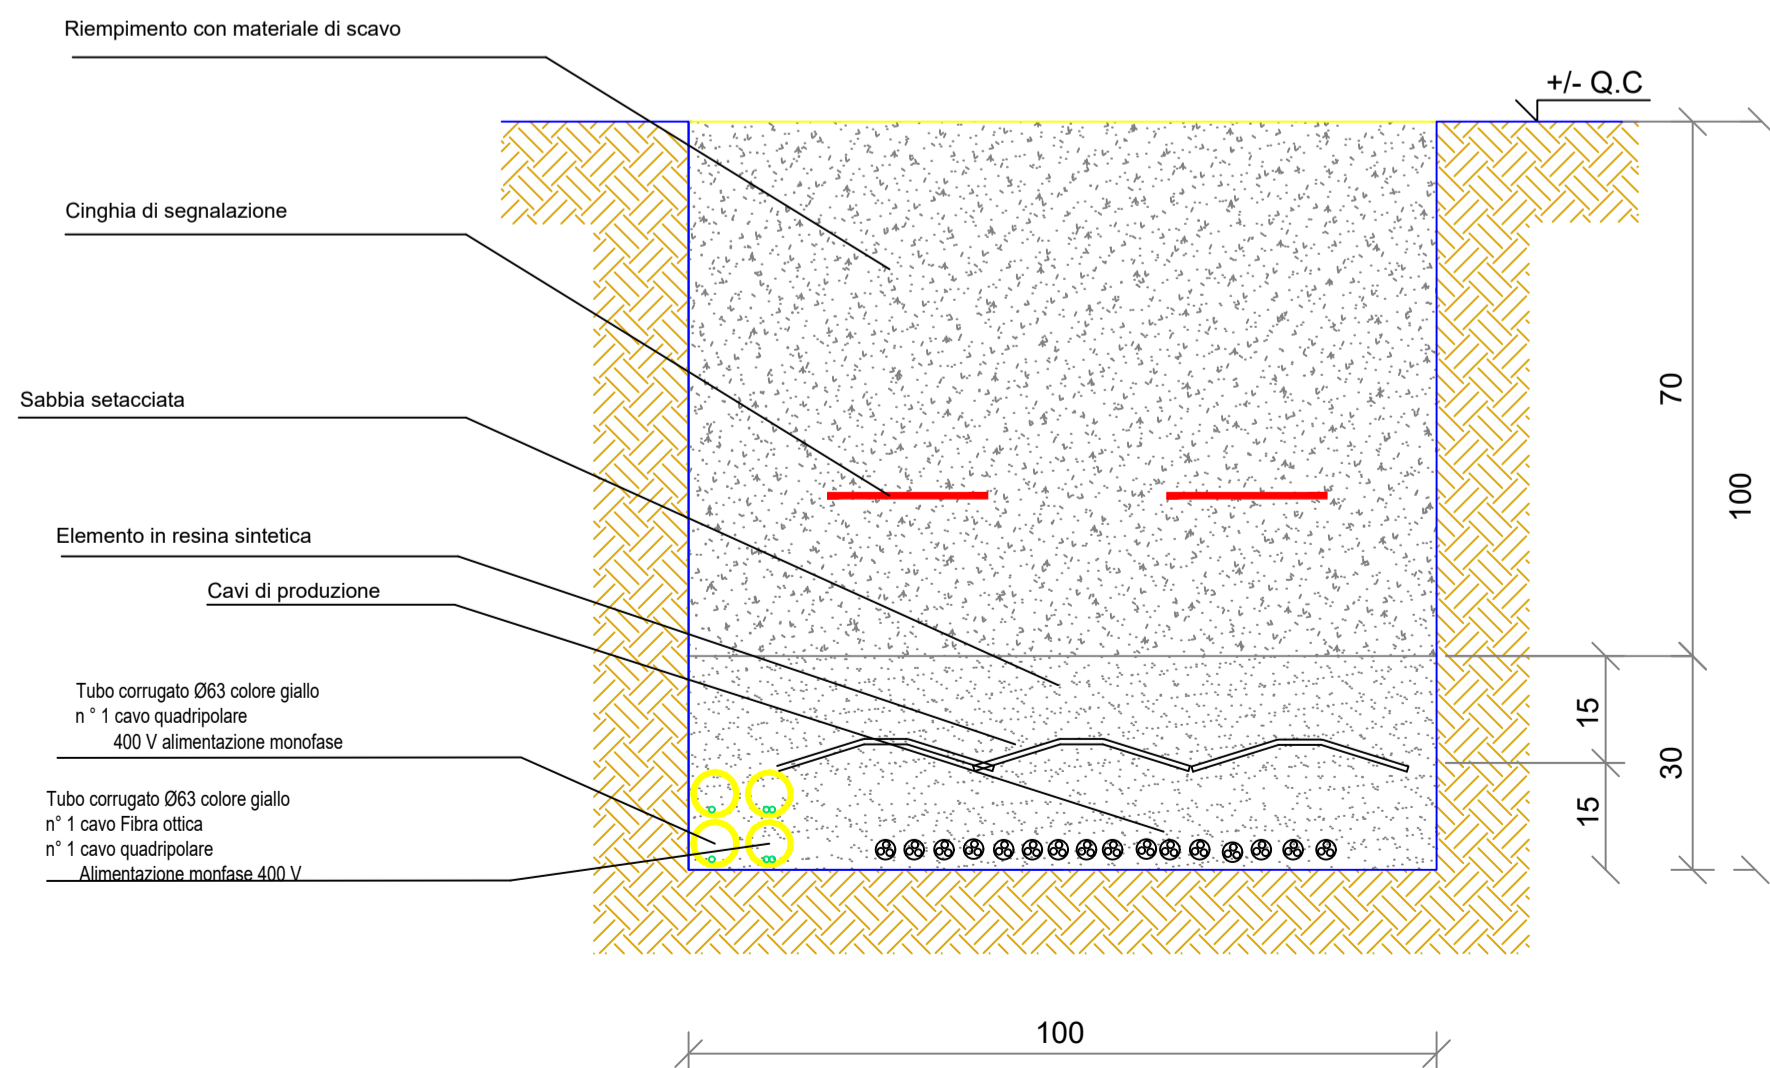 Riempimento con materiale di scavo
+/- Q.C
Cinghia di segnalazione
Sabbia setacciata
70
100
Elemento in resina sintetica
Cavi di produzione
Tubo corrugato Ø63 colore giallo
n ° 1 cavo quadripolare
400 V alimentazione monofase
15
30
15
Tubo corrugato Ø63 colore giallo
n° 1 cavo Fibra ottica
n° 1 cavo quadripolare
Alimentazione monfase 400 V
100